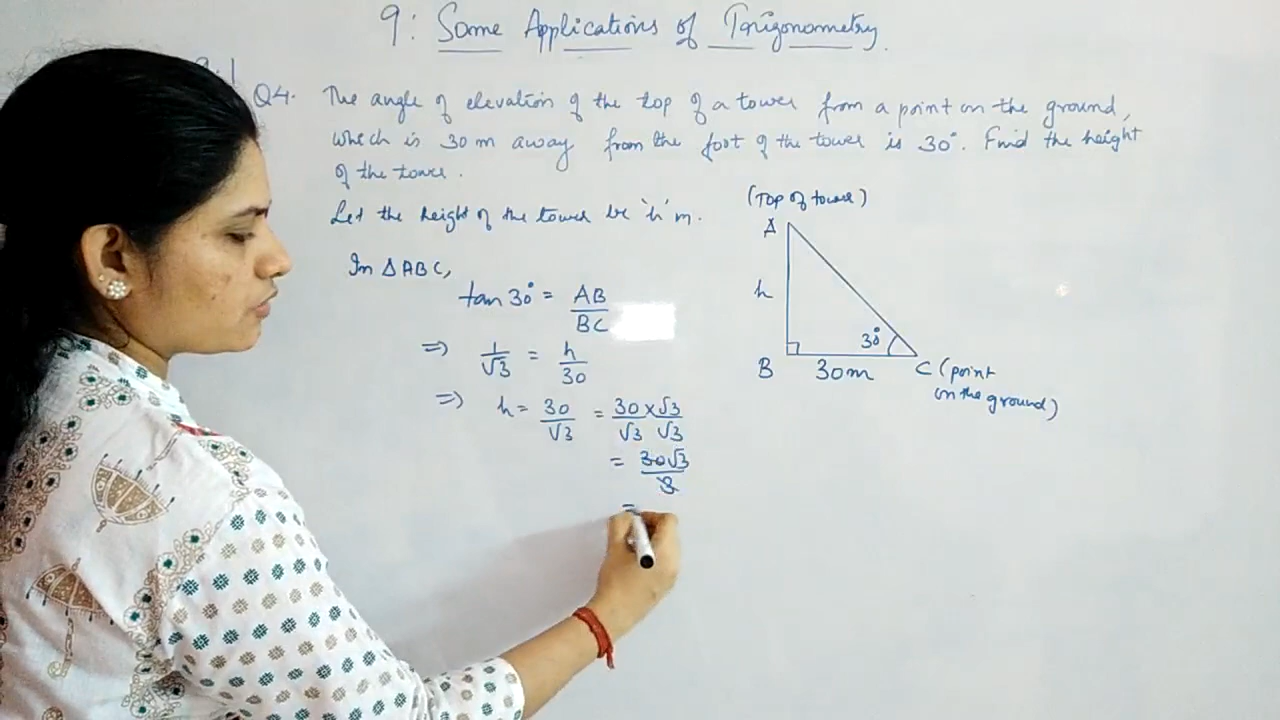 9: Some Applications of Trigonometry.
Q4. The angle of elevation of the top of a tower from a point on the ground,
which is 30 m away from the foot of the tower is 30°. Find the height
of the tower.
Let the height of the tower be 'h' m.
In ΔABC,
tan 30° = AB/BC
⇒ 1/√3 = h/30
⇒ h = 30/√3 = 30/√3 × √3/√3
= 30√3/3
=
(Top of tower)
A
h
30°
B 30m C (point
on the ground)